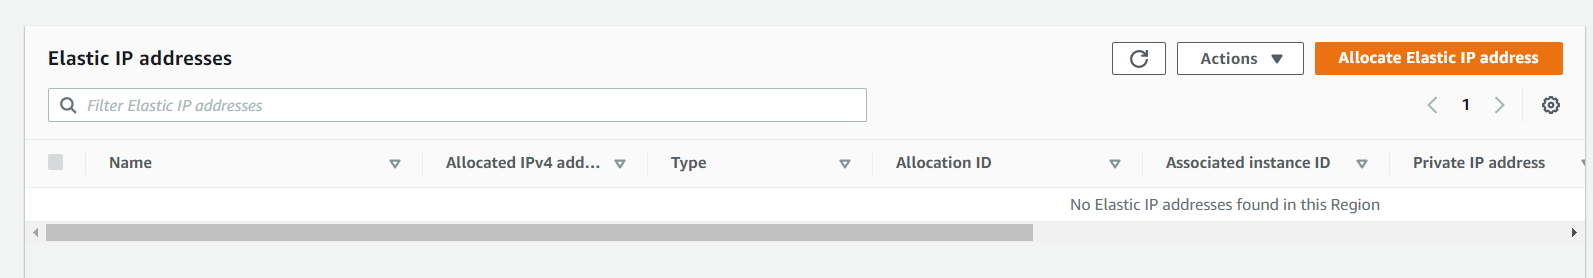 Elastic IP addresses
Actions
Allocate Elastic IP address
Filter Elastic IP addresses
1
Name Allocated IPv4 add... Type Allocation ID Associated instance ID Private IP address
No Elastic IP addresses found in this Region